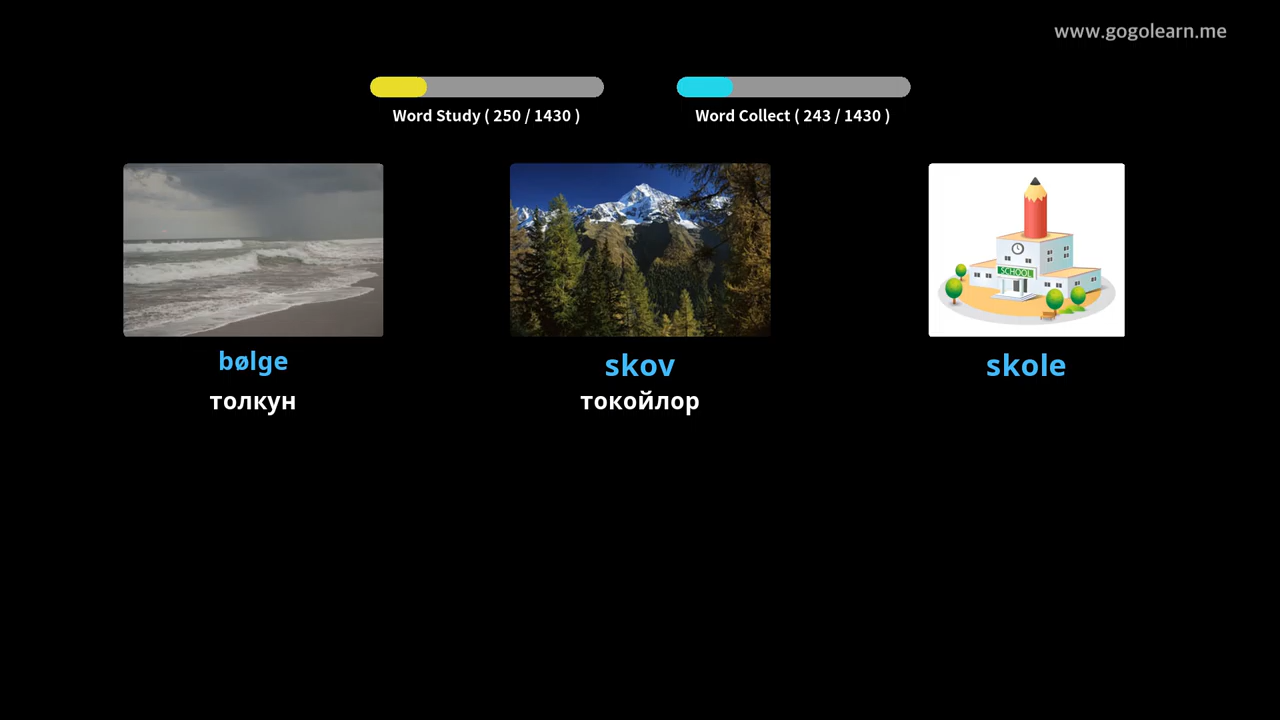 www.gogolearn.me
Word Study ( 250 / 1430 )
Word Collect ( 243 / 1430 )
SCHOOL
bølge
skov
skole
толкун
токойлор